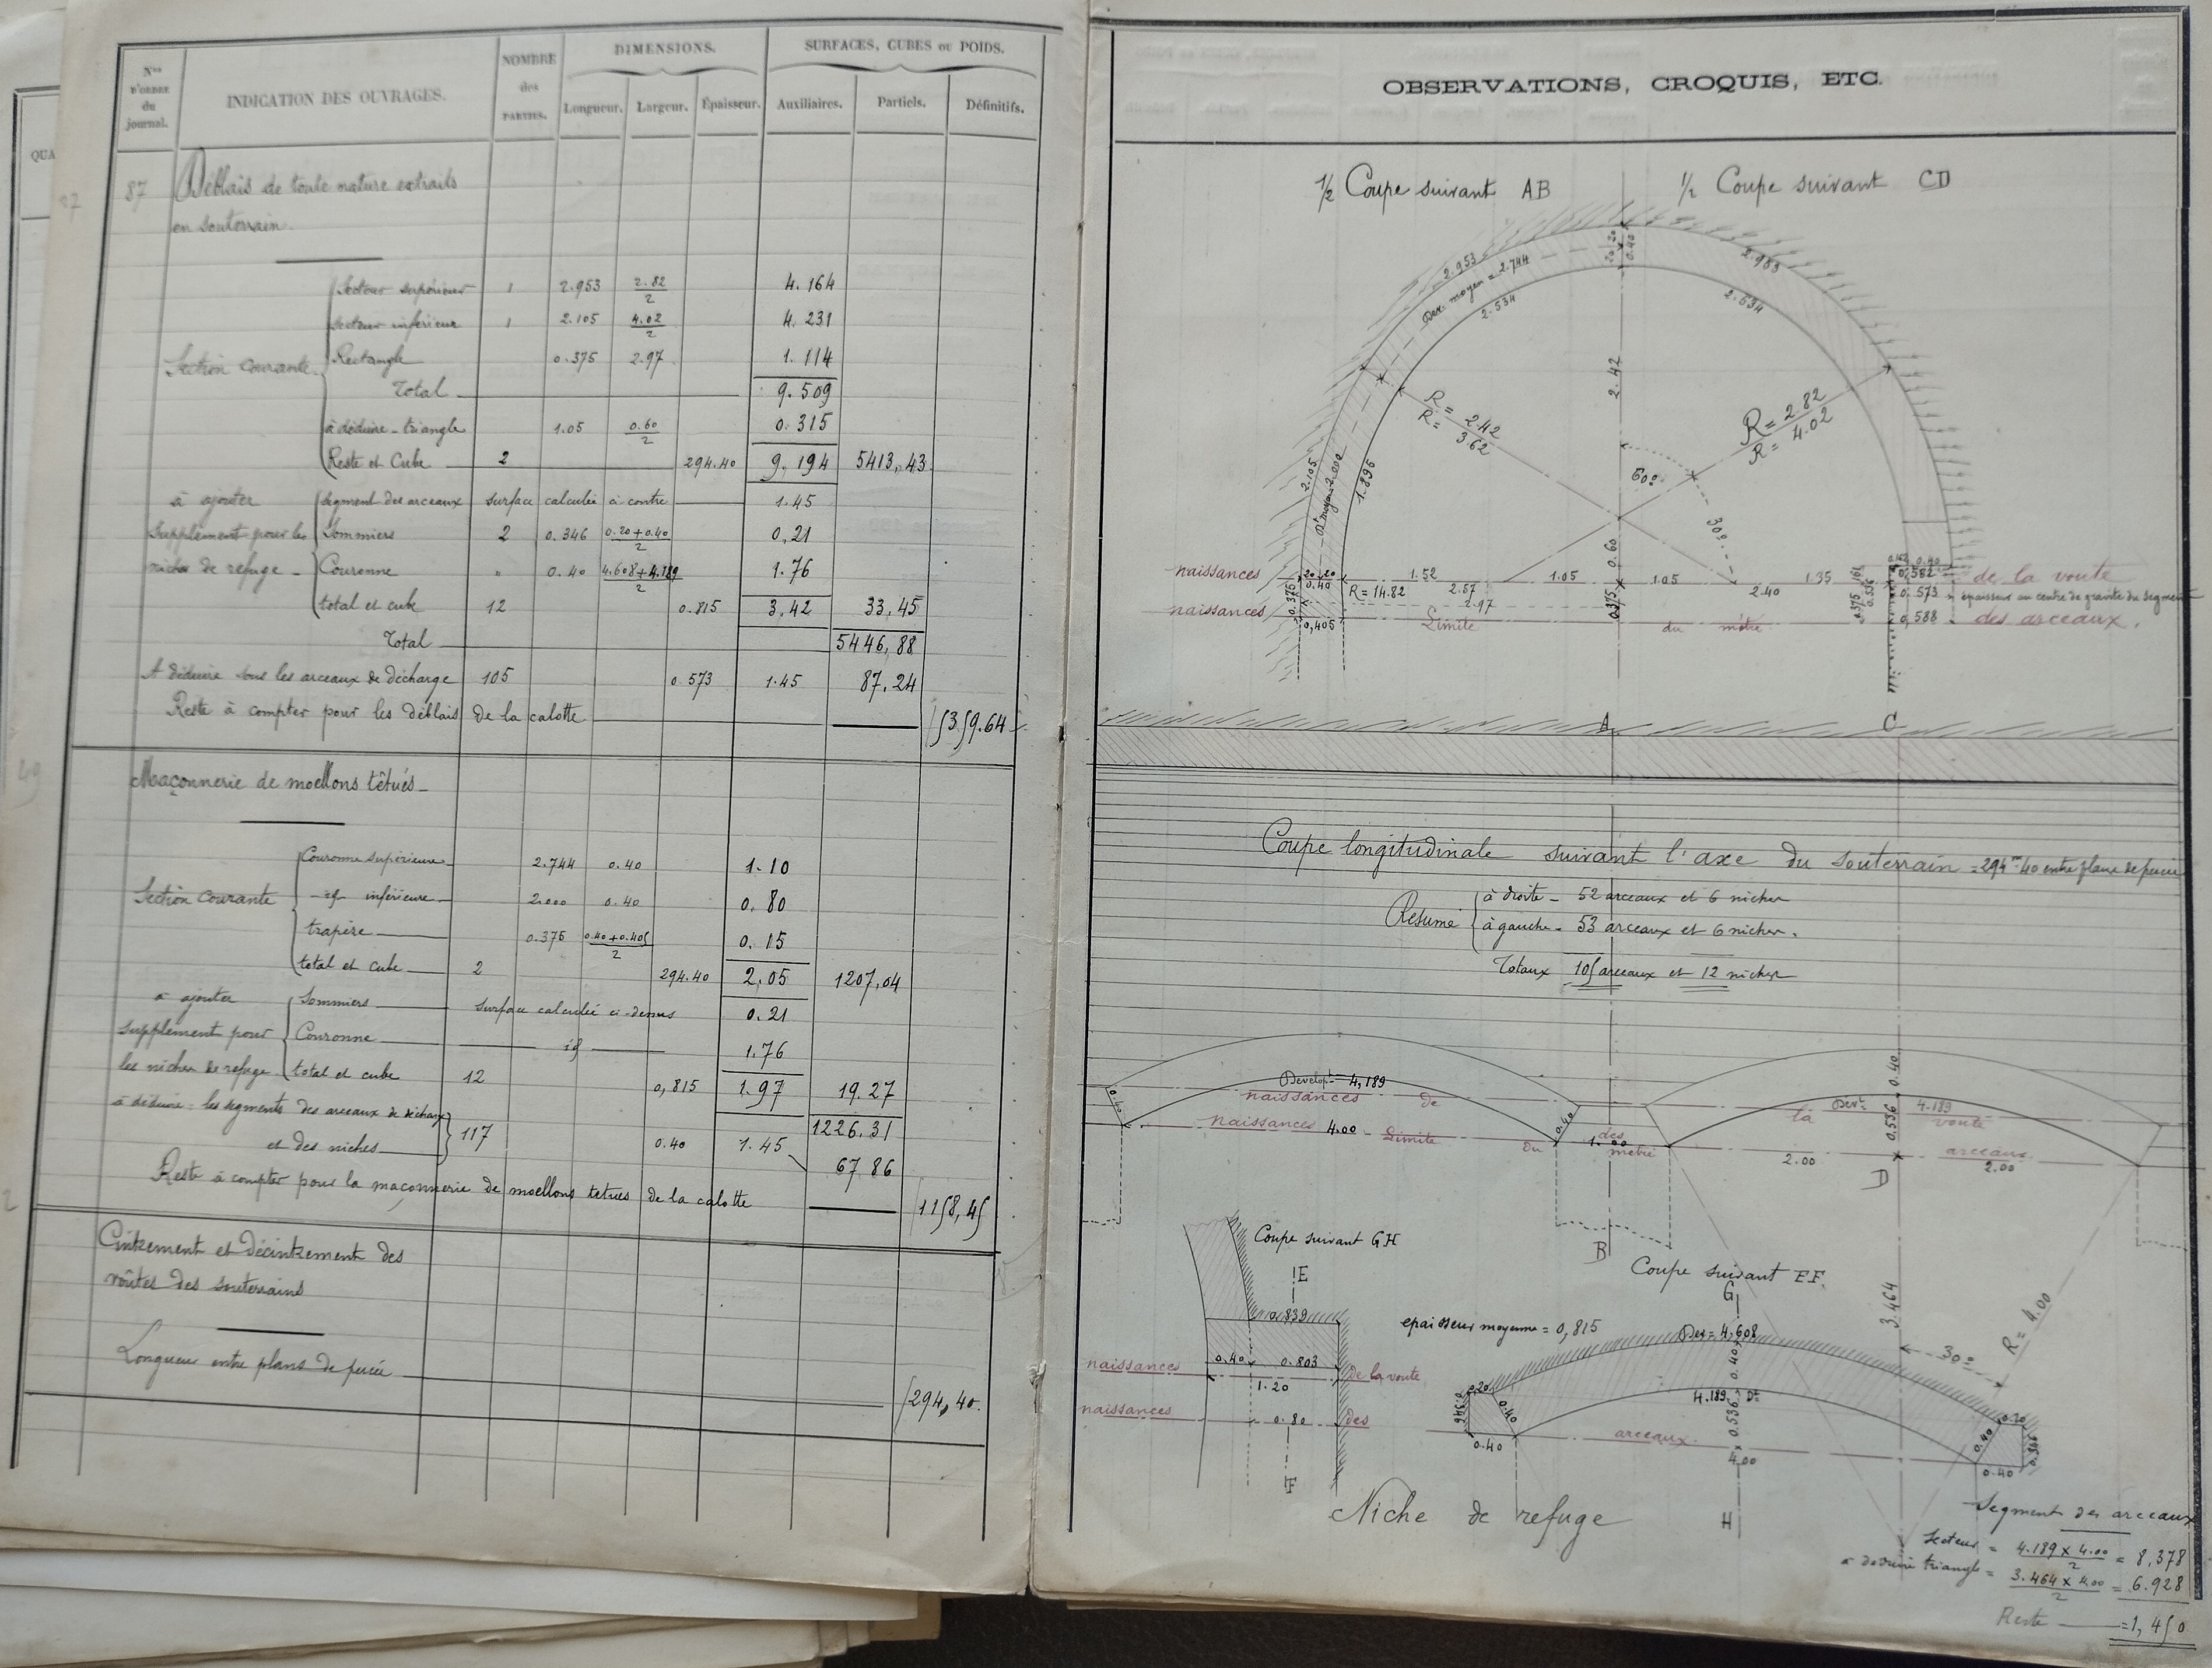 QUA
Nos D'ORDRE du journal.
INDICATION DES OUVRAGES.
NOMBRE des PARTIES.
DIMENSIONS.
Longueur. Largeur. Épaisseur.
SURFACES, CUBES OU POIDS.
Auxiliaires. Partiels. Définitifs.
87 Déblais de toute nature extraits
en souterrain.
Secteur supérieur 1 2.953 2.82/2 4.164
Secteur inférieur 1 2.105 4.02/2 4.231
Section courante Rectangle 0.375 2.97 1.114
Total 9.509
à déduire - triangle 1.05 0.60/2 0.315
Reste et Cube 2 294.40 9,194 5413,43
à ajouter segment des arceaux surface calculée ci contre 1.45
Supplément pour les Sommiers 2 0.346 0.20+0.40/2 0,21
niches de refuge Couronne " 0.40 4.608+4.189/2 1.76
total et cube 12 0.815 3,42 33,45
Total 5446,88
A déduire sous les arceaux de décharge 105 0.573 1.45 87,24
Reste à compter pour les déblais de la calotte 5359.64
Maçonnerie de moellons têtués
Couronne supérieure 2.744 0.40 1.10
Section courante id inférieure 2.000 0.40 0.80
trapèze 0.375 0.40+0.405/2 0.15
total et cube 2 294.40 2,05 1207,04
à ajouter Sommiers surface calculée ci-dessus 0.21
supplément pour Couronne id 1.76
les niches de refuge total et cube 12 0,815 1.97 19.27
1226.31
à déduire les segments des arceaux de décharge
et des niches 117 0.40 1.45 67 86
Reste à compter pour la maçonnerie de moellons têtués de la calotte 1158,45
Cintrement et décintrement des
voûtes des souterrains
Longueur entre plans de percée 294,40.
OBSERVATIONS, CROQUIS, ETC.
1/2 Coupe suivant AB
1/2 Coupe suivant CD
0.40
2.953
Dev. moyen = 2.744
2.534
2.953
2.534
2.42
R = 2.42
R = 3.62
R = 2.82
R = 4.02
60°
30°
2.105
Dt moyen 2.000
1.895
0.60
naissances 0.40 1.52 1.05 1.05 1.35 0.582 de la voute
R = 14.82 2.57 2.40
2.97
0.375
0.375
0.573 épaisseur au centre de gravité du segment
naissances 0,405 Limite du métré 0,588 des arceaux.
A C
Coupe longitudinale suivant l'axe du souterrain = 294m40 entre plans de percée
Résumé à droite - 52 arceaux et 6 niches
à gauche - 53 arceaux et 6 niches.
Totaux 105 arceaux et 12 niches
Developt 4,189
naissances de la Devt 4.189 voute
naissances 4.00 Limite du des métré arceaux
0.40 0.40 1.00 2.00 2.00
0.40
0.536
D
B
3.464
R = 4.00
30°
Coupe suivant GH
E
0.839
naissances 0.40 0.803 de la voute
1.20
naissances 0.80 des arceaux
F
Coupe suivant EF.
G
epaisseur moyenne = 0,815
Dev = 4,608
0.40
4.189 Dt
0.536
4.00
0.20 0.40 0.346 0.40
0.20 0.40 0.346 0.40
H
Niche de refuge
Segment des arceaux
Secteur = 4.189 x 4.00/2 = 8,378
à déduire triangle = 3.464 x 4.00/2 = 6.928
Reste = 1,450